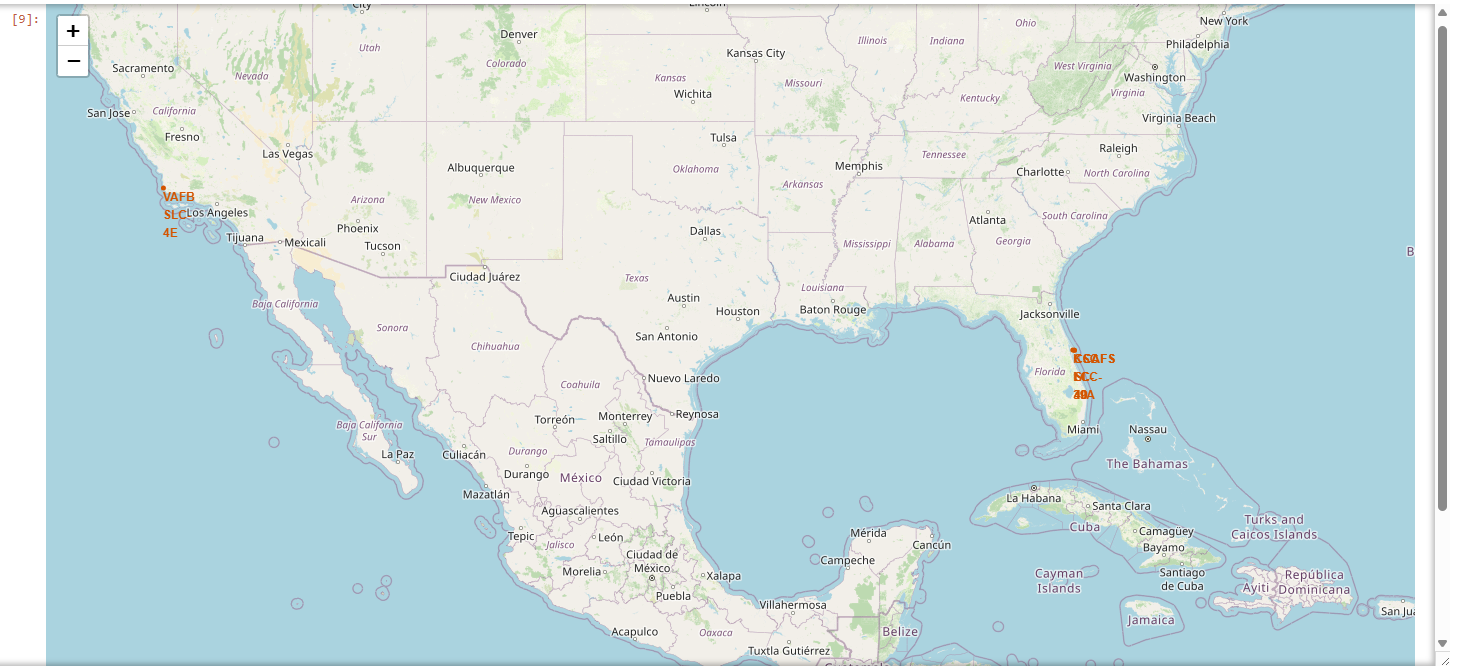 [9]:
+
−
City
Lincoln
New York
Denver
Utah
Ohio
Illinois
Indiana
Philadelphia
Kansas City
Sacramento
Nevada
Colorado
Kansas
Missouri
West Virginia
Washington
Virginia
Wichita
Kentucky
San Jose
California
Virginia Beach
Fresno
Las Vegas
Tulsa
Raleigh
Tennessee
Memphis
Albuquerque
Oklahoma
Charlotte
North Carolina
Arkansas
VAFB
SLC-
4E
Arizona
New Mexico
Los Angeles
South Carolina
Atlanta
Phoenix
Dallas
Tijuana
Mexicali
Tucson
Mississippi
Alabama
Georgia
B
Ciudad Juárez
Texas
Louisiana
Baja California
Austin
Houston
Baton Rouge
Jacksonville
Sonora
San Antonio
Chihuahua
Florida
Nuevo Laredo
Coahuila
Reynosa
Torreón
Monterrey
Baja California
Sur
Saltillo
Tamaulipas
Miami
Nassau
La Paz
Culiacán
Durango
The Bahamas
Durango
México
Ciudad Victoria
Mazatlán
La Habana
Santa Clara
Aguascalientes
Cuba
Turks and
Caicos Islands
Tepic
León
Mérida
Camagüey
Jalisco
Cancún
Bayamo
Ciudad de
México
Campeche
Morelia
Xalapa
Cayman
Islands
Santiago
de Cuba
Puebla
Ayiti
República
Dominicana
Villahermosa
San Jua
Jamaica
Acapulco
Oaxaca
Belize
Tuxtla Gutiérrez